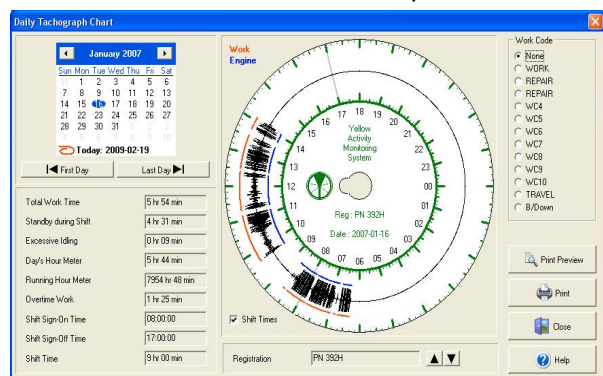 Daily Tachograph Chart
January 2007
Sun Mon Tue Wed Thu Fri Sat
1 2 3 4 5 6
7 8 9 10 11 12 13
14 15 16 17 18 19 20
21 22 23 24 25 26 27
28 29 30 31
Today: 2009-02-19
First Day
Last Day
Total Work Time 5 hr 54 min
Standby during Shift 4 hr 31 min
Excessive Idling 0 hr 09 min
Day's Hour Meter 5 hr 44 min
Running Hour Meter 7954 hr 48 min
Overtime Work 1 hr 25 min
Shift Sign-On Time 08:00:00
Shift Sign-Off Time 17:00:00
Shift Time 9 hr 00 min
Work
Engine
17 18 19 20 21 22 23 00 01 02 03 04 05 06 07 08 09 10 11 12 13 14 15 16
Yellow
Activity
Monitoring
System
Reg : PN 392H
Date : 2007-01-16
Shift Times
Registration PN 392H
Work Code
None
WORK
REPAIR
REPAIR
WC4
WC5
WC6
WC7
WC8
WC9
WC10
TRAVEL
B/Down
Print Preview
Print
Close
Help